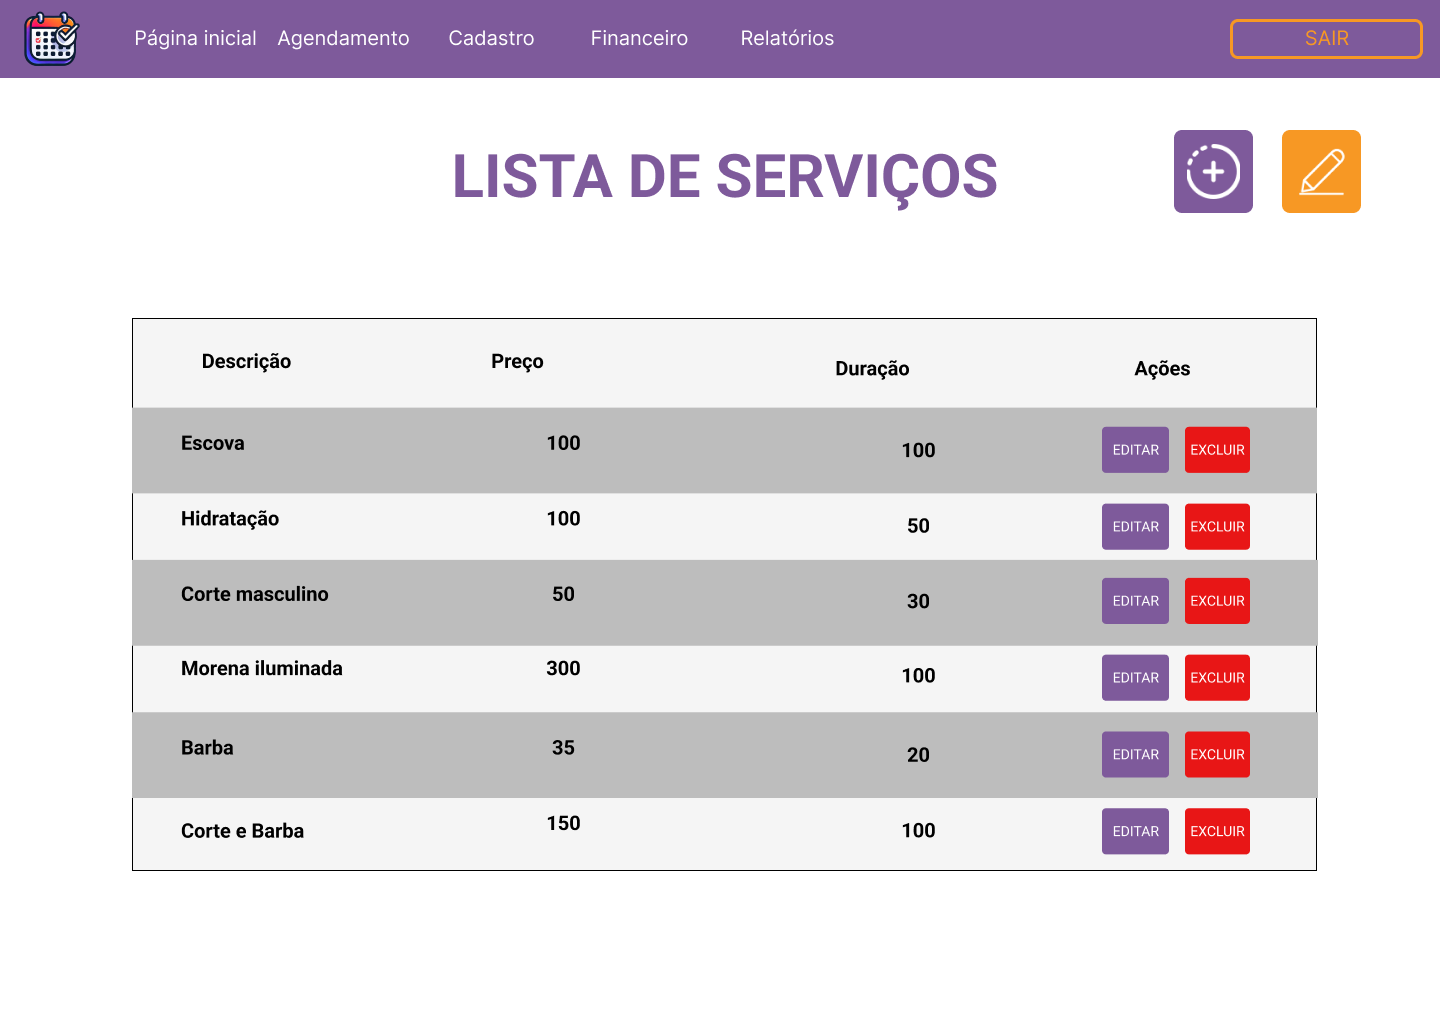 Página inicial Agendamento Cadastro Financeiro Relatórios SAIR
LISTA DE SERVIÇOS
Descrição Preço Duração Ações
Escova 100 100 EDITAR EXCLUIR
Hidratação 100 50 EDITAR EXCLUIR
Corte masculino 50 30 EDITAR EXCLUIR
Morena iluminada 300 100 EDITAR EXCLUIR
Barba 35 20 EDITAR EXCLUIR
Corte e Barba 150 100 EDITAR EXCLUIR